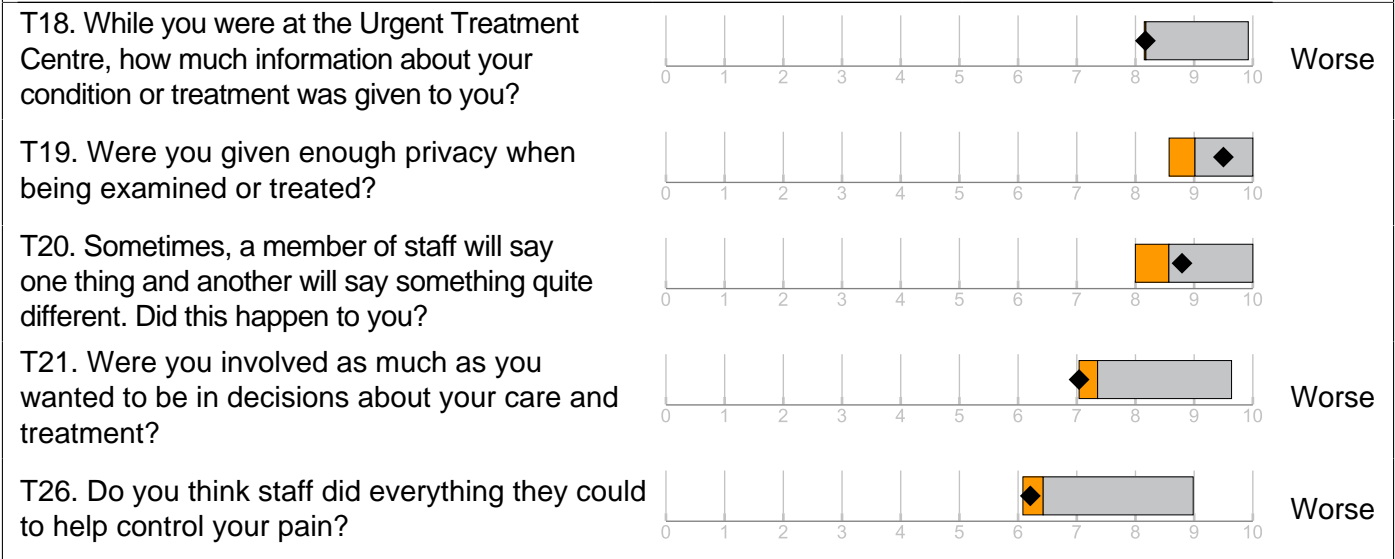 T18. While you were at the Urgent Treatment
Centre, how much information about your
condition or treatment was given to you?
0 1 2 3 4 5 6 7 8 9 10
Worse
T19. Were you given enough privacy when
being examined or treated?
0 1 2 3 4 5 6 7 8 9 10
T20. Sometimes, a member of staff will say
one thing and another will say something quite
different. Did this happen to you?
0 1 2 3 4 5 6 7 8 9 10
T21. Were you involved as much as you
wanted to be in decisions about your care and
treatment?
0 1 2 3 4 5 6 7 8 9 10
Worse
T26. Do you think staff did everything they could
to help control your pain?
0 1 2 3 4 5 6 7 8 9 10
Worse